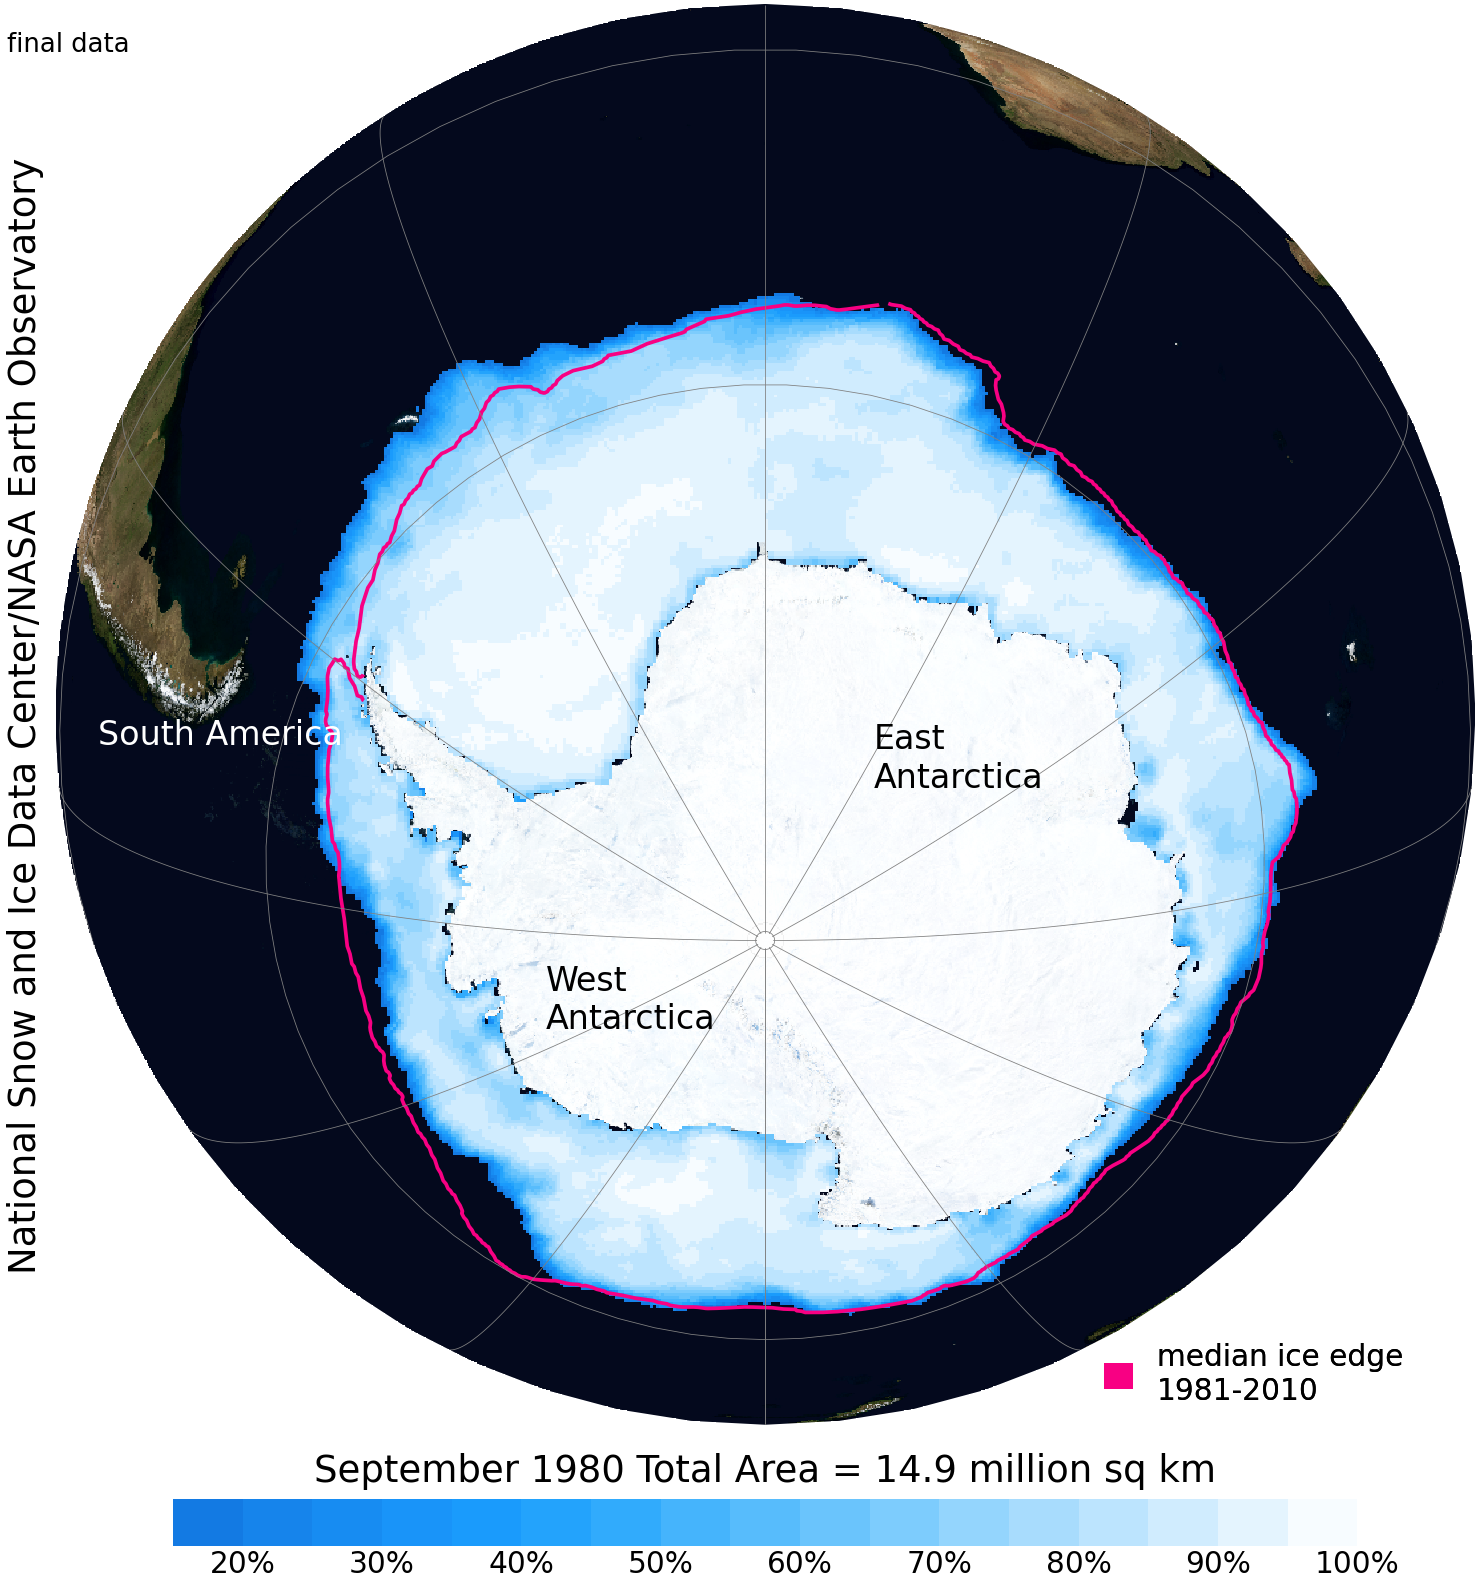 final data
National Snow and Ice Data Center/NASA Earth Observatory
South America
East
Antarctica
West
Antarctica
median ice edge
1981-2010
September 1980 Total Area = 14.9 million sq km
20% 30% 40% 50% 60% 70% 80% 90% 100%